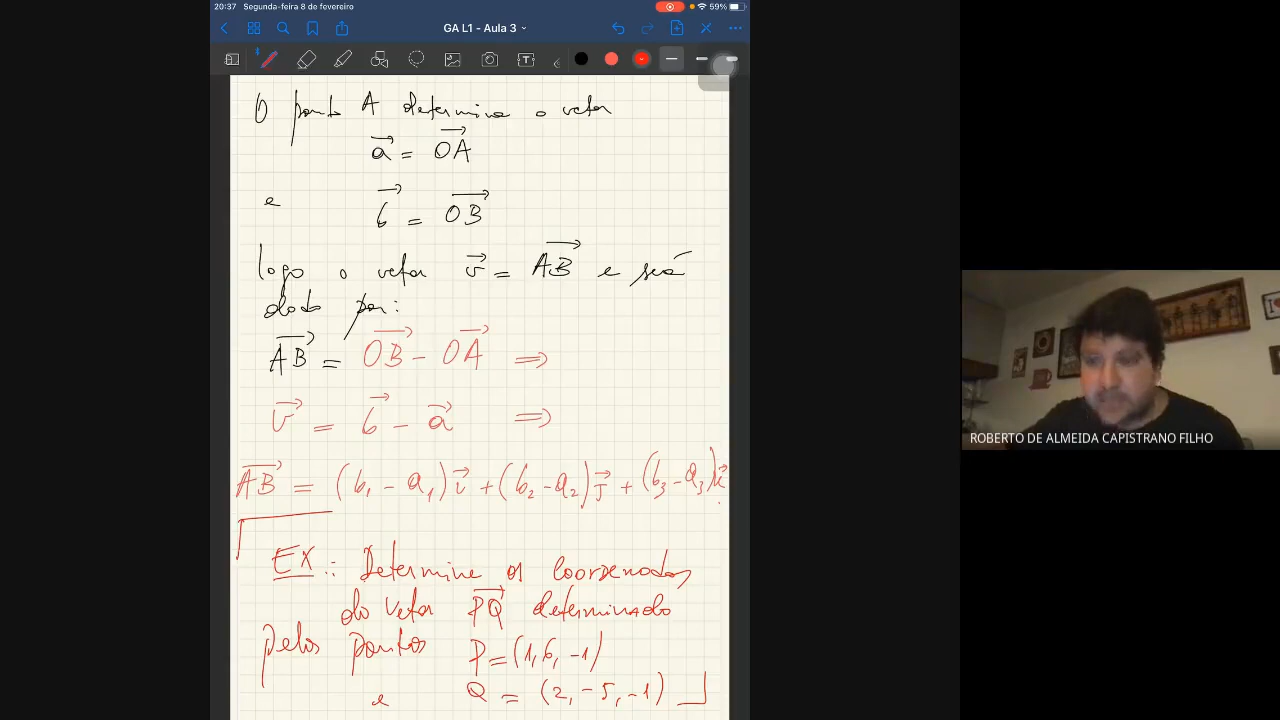 20:37 Segunda-feira 8 de fevereiro 59%
GA L1 - Aula 3
O ponto A determina o vetor
a⃗ = OA⃗
e b⃗ = OB⃗
logo o vetor v⃗ = AB⃗ e será
dado por:
AB⃗ = OB⃗ - OA⃗ ⇒
v⃗ = b⃗ - a⃗ ⇒
AB⃗ = (b₁ - a₁)i⃗ + (b₂ - a₂)j⃗ + (b₃ - a₃)k⃗.
EX.: Determine as coordenadas
do vetor PQ⃗ determinado
pelos pontos P = (1, 6, -1)
e Q = (2, -5, -1)
ROBERTO DE ALMEIDA CAPISTRANO FILHO